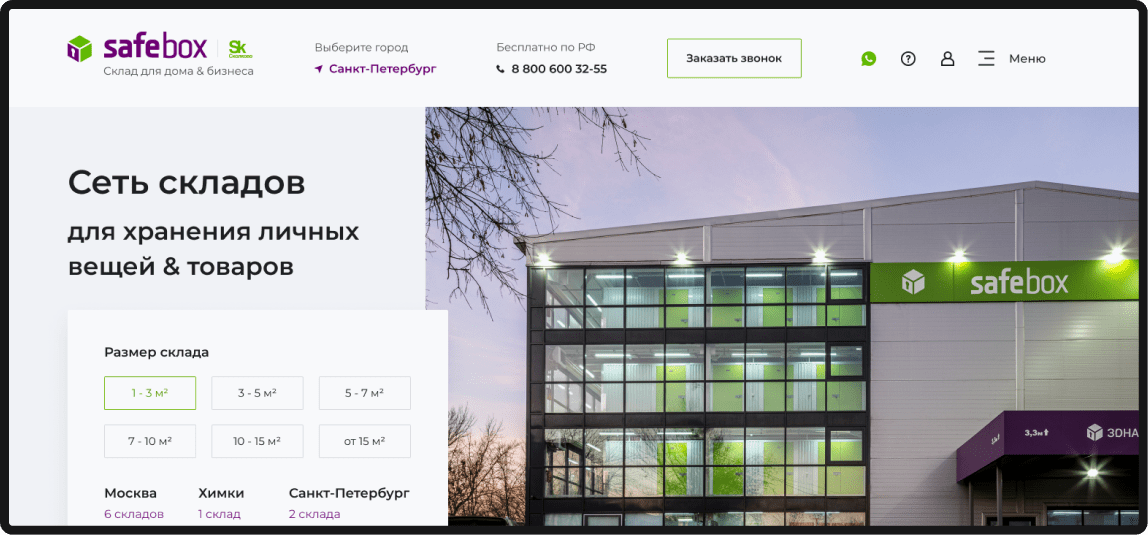 safebox
Sk
Склад для дома & бизнеса
Выберите город
Санкт-Петербург
Бесплатно по РФ
8 800 600 32-55
Заказать звонок
Меню
Сеть складов
для хранения личных
вещей & товаров
Размер склада
1 - 3 м²
3 - 5 м²
5 - 7 м²
7 - 10 м²
10 - 15 м²
от 15 м²
Москва
6 складов
Химки
1 склад
Санкт-Петербург
2 склада
safebox
3,3м
ЗОНА